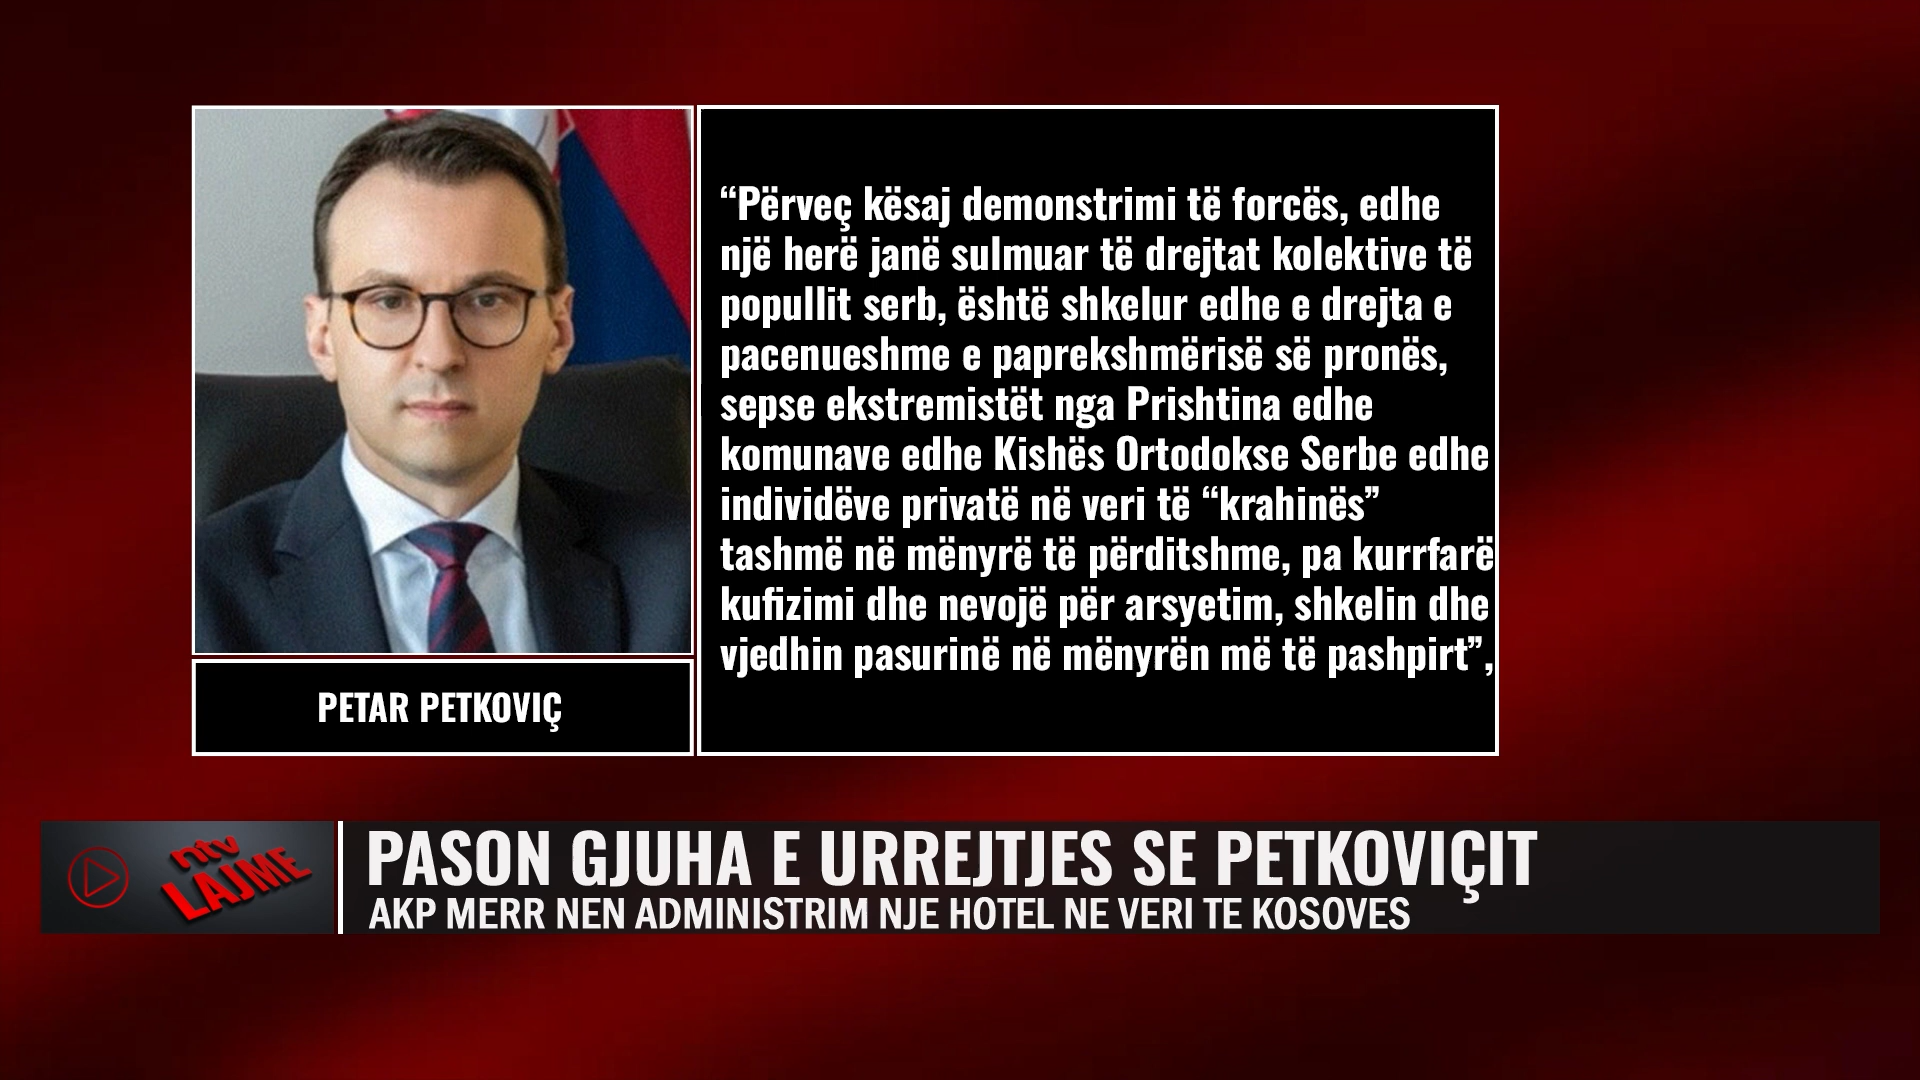 “Përveç kësaj demonstrimi të forcës, edhe
një herë janë sulmuar të drejtat kolektive të
popullit serb, është shkelur edhe e drejta e
pacenueshme e paprekshmërisë së pronës,
sepse ekstremistët nga Prishtina edhe
komunave edhe Kishës Ortodokse Serbe edhe
individëve privatë në veri të “krahinës”
tashmë në mënyrë të përditshme, pa kurrfarë
kufizimi dhe nevojë për arsyetim, shkelin dhe
vjedhin pasurinë në mënyrën më të pashpirt”,
PETAR PETKOVIÇ
ntv
LAJME
PASON GJUHA E URREJTJES SE PETKOVIÇIT
AKP MERR NEN ADMINISTRIM NJE HOTEL NE VERI TE KOSOVES